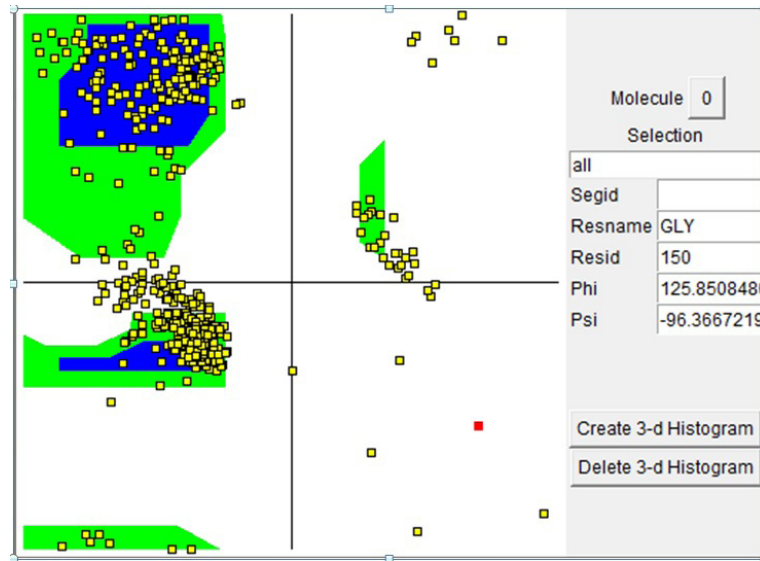 Molecule 0
Selection
all
Segid
Resname GLY
Resid 150
Phi 125.8508480
Psi -96.3667219
Create 3-d Histogram
Delete 3-d Histogram